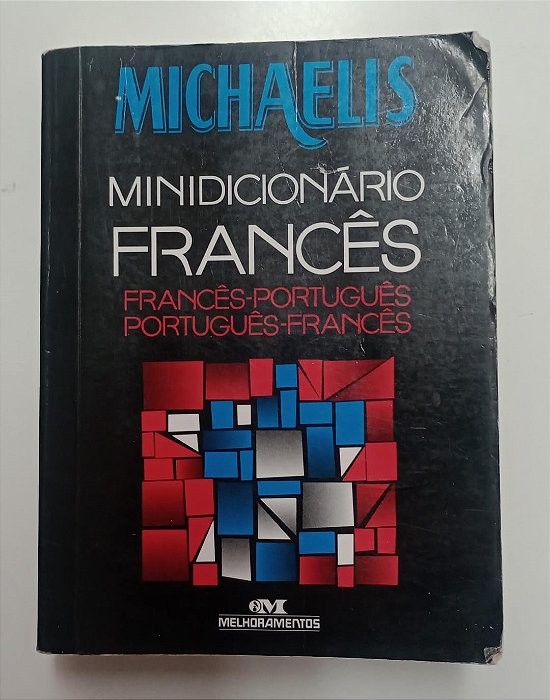 MICHAELIS
MINIDICIONÁRIO
FRANCÊS
FRANCÊS-PORTUGUÊS
PORTUGUÊS-FRANCÊS
M
MELHORAMENTOS